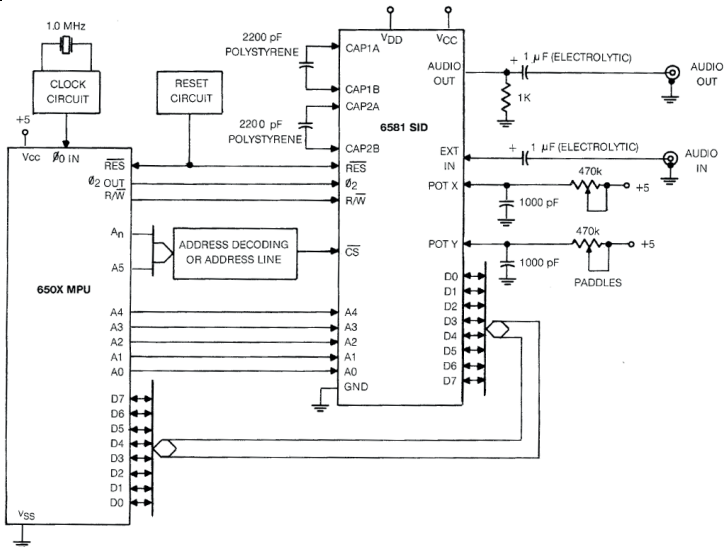 1.0 MHz
CLOCK
CIRCUIT
RESET
CIRCUIT
+5
Vcc
Ø0 IN
RES
Ø2 OUT
R/W
An
A5
650X MPU
A4
A3
A2
A1
A0
D7
D6
D5
D4
D3
D2
D1
D0
VSS
ADDRESS DECODING
OR ADDRESS LINE
2200 pF
POLYSTYRENE
2200 pF
POLYSTYRENE
VDD
VCC
CAP1A
CAP1B
CAP2A
CAP2B
6581 SID
RES
Ø2
R/W
CS
A4
A3
A2
A1
A0
GND
AUDIO
OUT
EXT
IN
POT X
POT Y
D0
D1
D2
D3
D4
D5
D6
D7
+ 1 µF (ELECTROLYTIC)
1K
AUDIO
OUT
+ 1 µF (ELECTROLYTIC)
AUDIO
IN
470k
+5
1000 pF
470k
+5
1000 pF
PADDLES